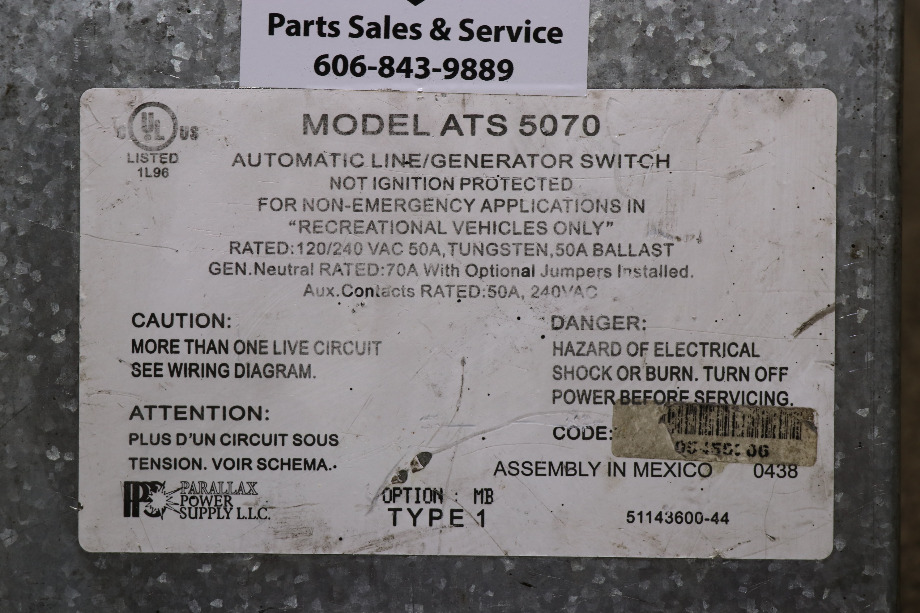 Parts Sales & Service
606-843-9889
C UL US
LISTED
1L96
MODEL ATS 5070
AUTOMATIC LINE/GENERATOR SWITCH
NOT IGNITION PROTECTED
FOR NON-EMERGENCY APPLICATIONS IN
“RECREATIONAL VEHICLES ONLY”
RATED:120/240 VAC 50A,TUNGSTEN,50A BALLAST
GEN.Neutral RATED:70A With Optional Jumpers Installed.
Aux.Contacts RATED:50A, 240VAC
CAUTION:
MORE THAN ONE LIVE CIRCUIT
SEE WIRING DIAGRAM.
ATTENTION:
PLUS D'UN CIRCUIT SOUS
TENSION. VOIR SCHEMA.
DANGER:
HAZARD OF ELECTRICAL
SHOCK OR BURN. TURN OFF
POWER BEFORE SERVICING.
CODE:
ASSEMBLY IN MEXICO 0438
PPS PARALLAX
POWER
SUPPLY L.L.C.
OPTION : MB
TYPE 1
51143600-44